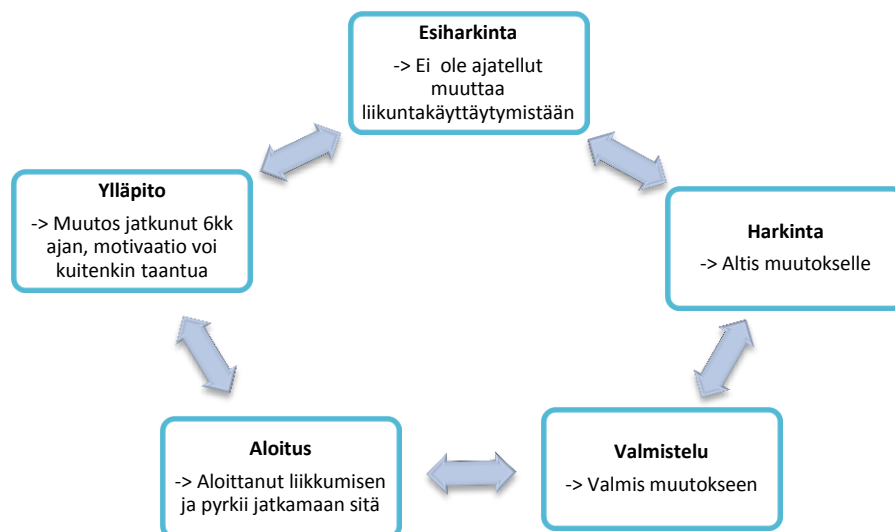 Esiharkinta
-> Ei ole ajatellut
muuttaa
liikuntakäyttäytymistään
Ylläpito
-> Muutos jatkunut 6kk
ajan, motivaatio voi
kuitenkin taantua
Harkinta
-> Altis muutokselle
Aloitus
-> Aloittanut liikkumisen
ja pyrkii jatkamaan sitä
Valmistelu
-> Valmis muutokseen